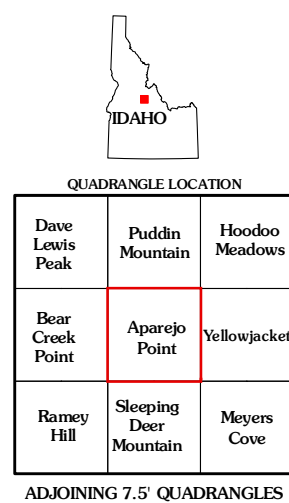 IDAHO
QUADRANGLE LOCATION
Dave
Lewis
Peak
Puddin
Mountain
Hoodoo
Meadows
Bear
Creek
Point
Aparejo
Point
Yellowjacket
Ramey
Hill
Sleeping
Deer
Mountain
Meyers
Cove
ADJOINING 7.5' QUADRANGLES